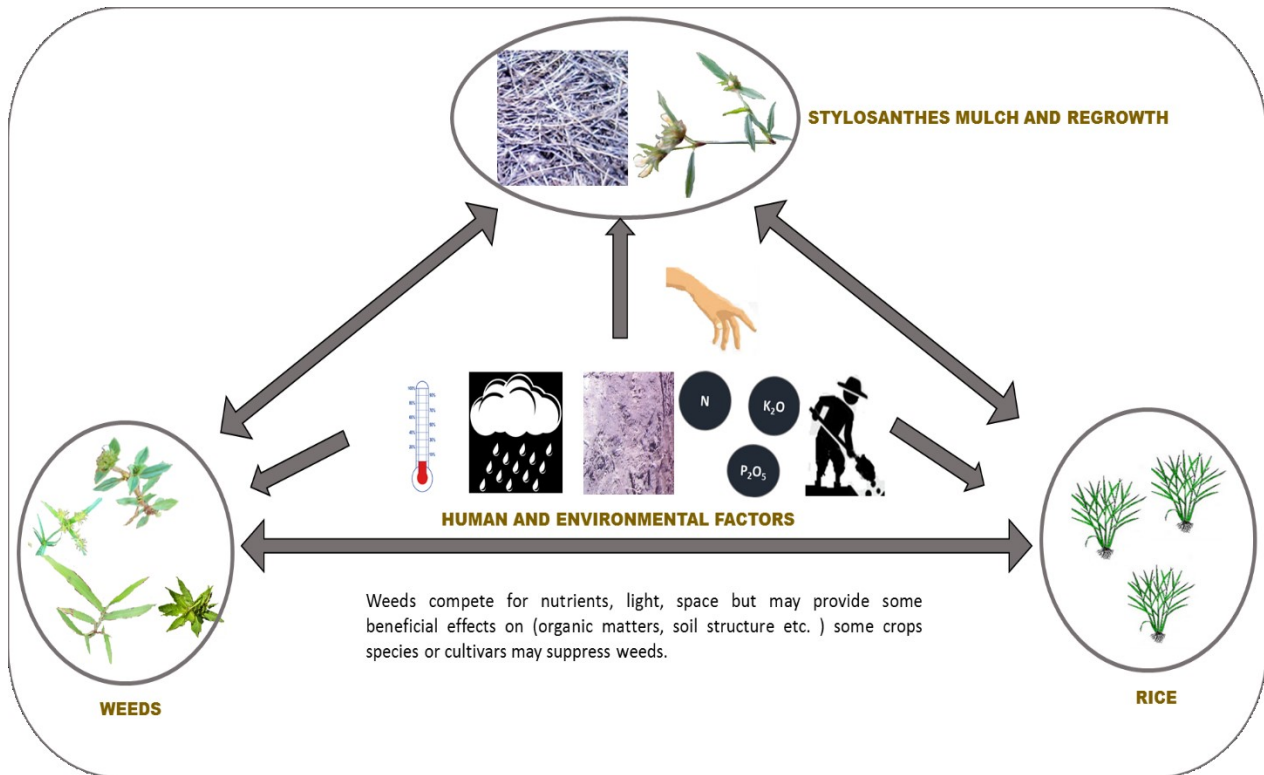 STYLOSANTHES MULCH AND REGROWTH
N
K₂O
P₂O₅
HUMAN AND ENVIRONMENTAL FACTORS
Weeds compete for nutrients, light, space but may provide some
beneficial effects on (organic matters, soil structure etc. ) some crops
species or cultivars may suppress weeds.
WEEDS
RICE